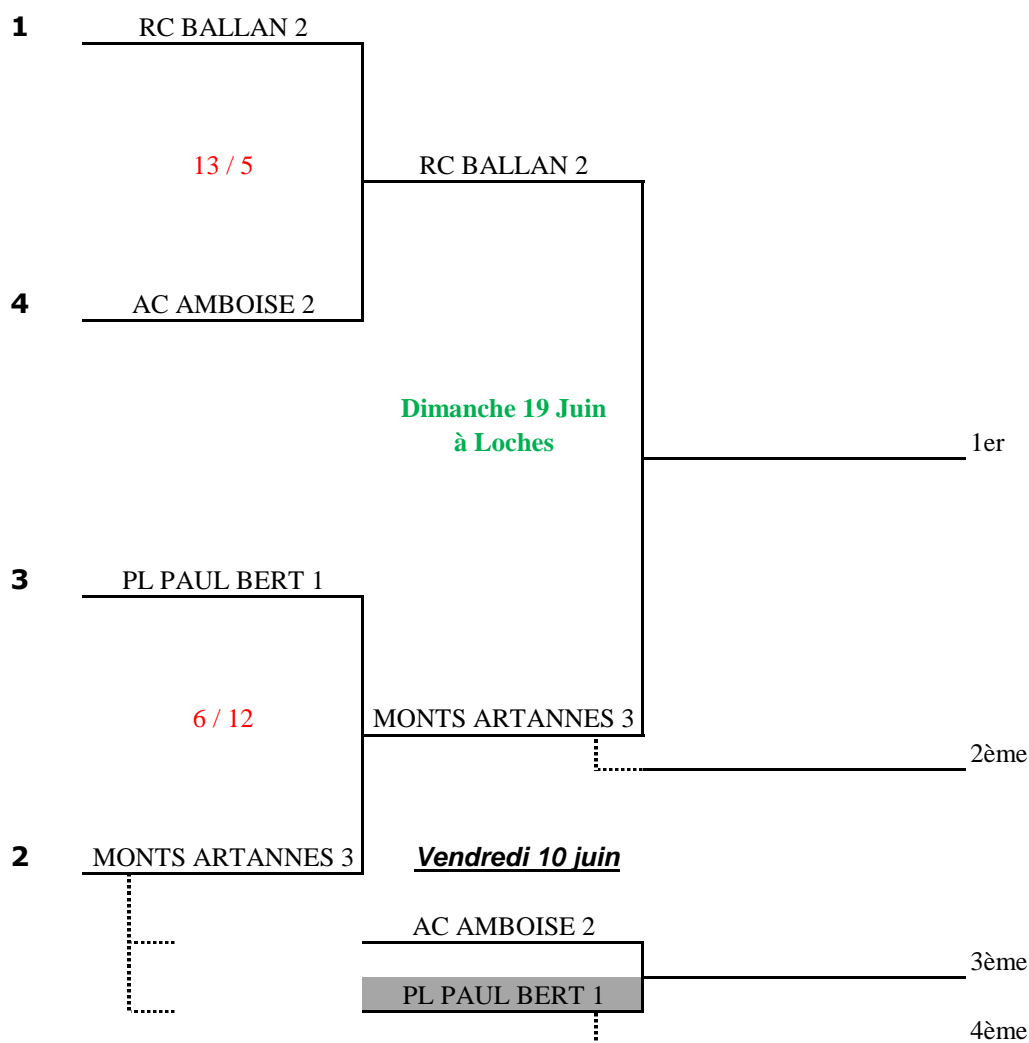 1 RC BALLAN 2
13 / 5 RC BALLAN 2
4 AC AMBOISE 2
Dimanche 19 Juin
à Loches
1er
3 PL PAUL BERT 1
6 / 12 MONTS ARTANNES 3
2ème
2 MONTS ARTANNES 3 Vendredi 10 juin
AC AMBOISE 2
3ème
PL PAUL BERT 1
4ème